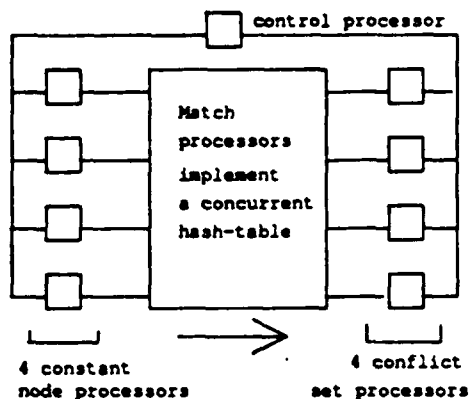 control processor
Match
processors
implement
a concurrent
hash-table
4 constant
node processors
4 conflict
set processors